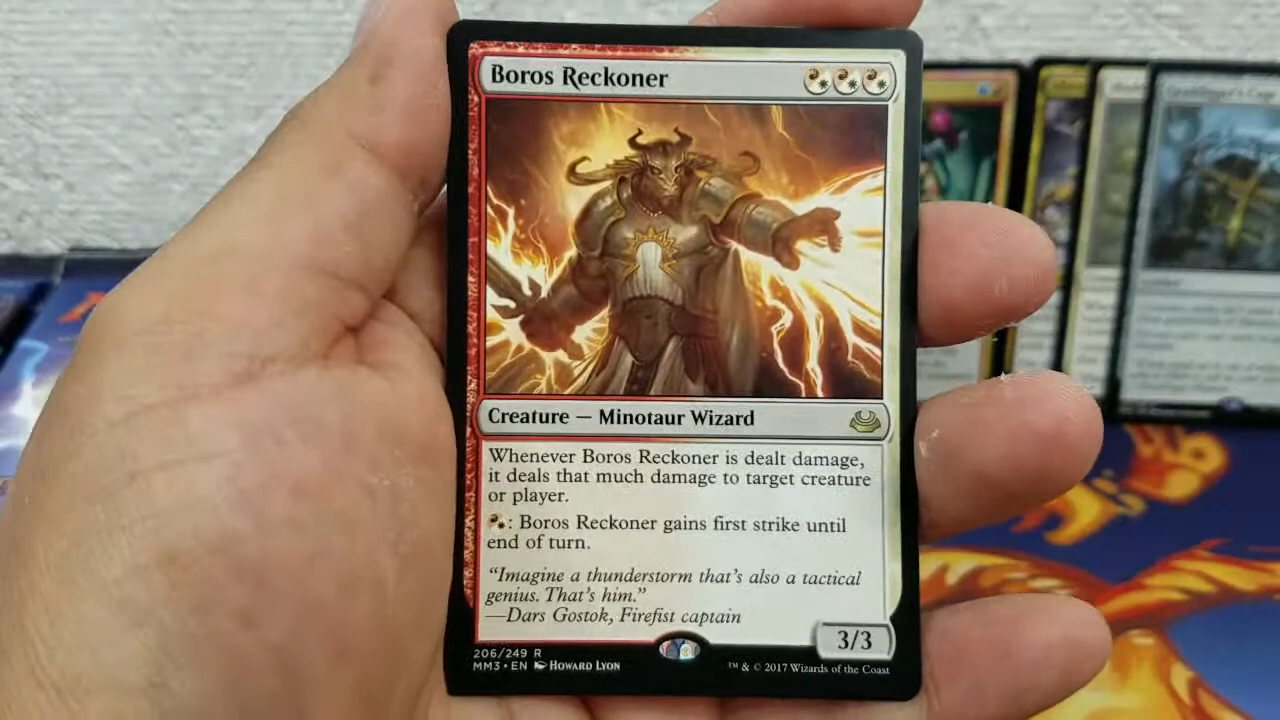 Boros Reckoner
Creature — Minotaur Wizard
Whenever Boros Reckoner is dealt damage,
it deals that much damage to target creature
or player.
: Boros Reckoner gains first strike until
end of turn.
“Imagine a thunderstorm that’s also a tactical
genius. That’s him.”
—Dars Gostok, Firefist captain
3/3
206/249 R
MM3 • EN Howard Lyon
™ & © 2017 Wizards of the Coast